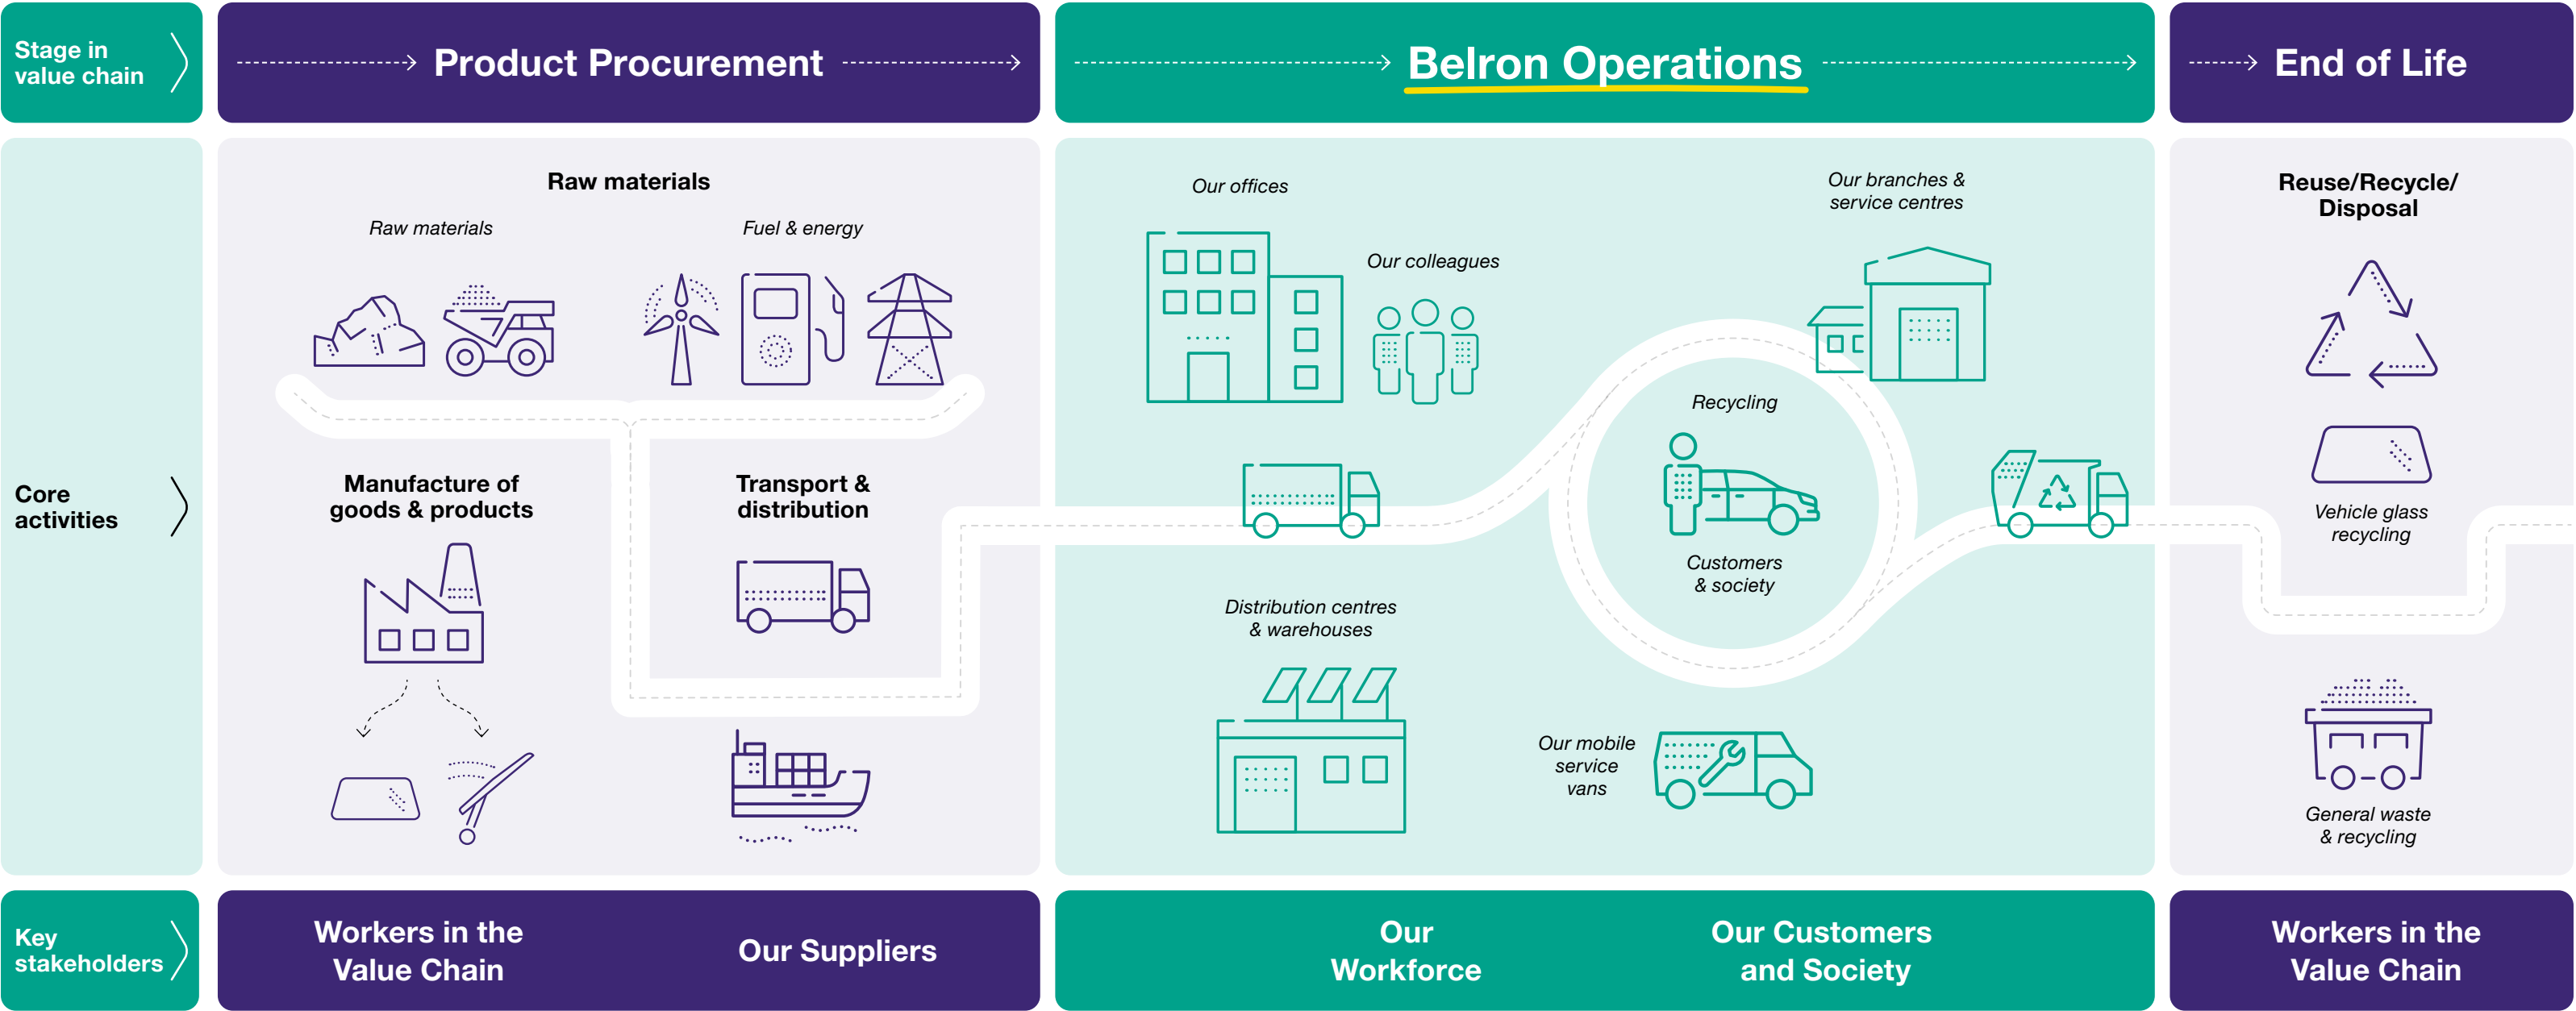 Stage in
value chain
Product Procurement
Belron Operations
End of Life
Core
activities
Raw materials
Raw materials
Fuel & energy
Manufacture of
goods & products
Transport &
distribution
Our offices
Our colleagues
Our branches &
service centres
Recycling
Customers
& society
Distribution centres
& warehouses
Our mobile
service
vans
Reuse/Recycle/
Disposal
Vehicle glass
recycling
General waste
& recycling
Key
stakeholders
Workers in the
Value Chain
Our Suppliers
Our
Workforce
Our Customers
and Society
Workers in the
Value Chain